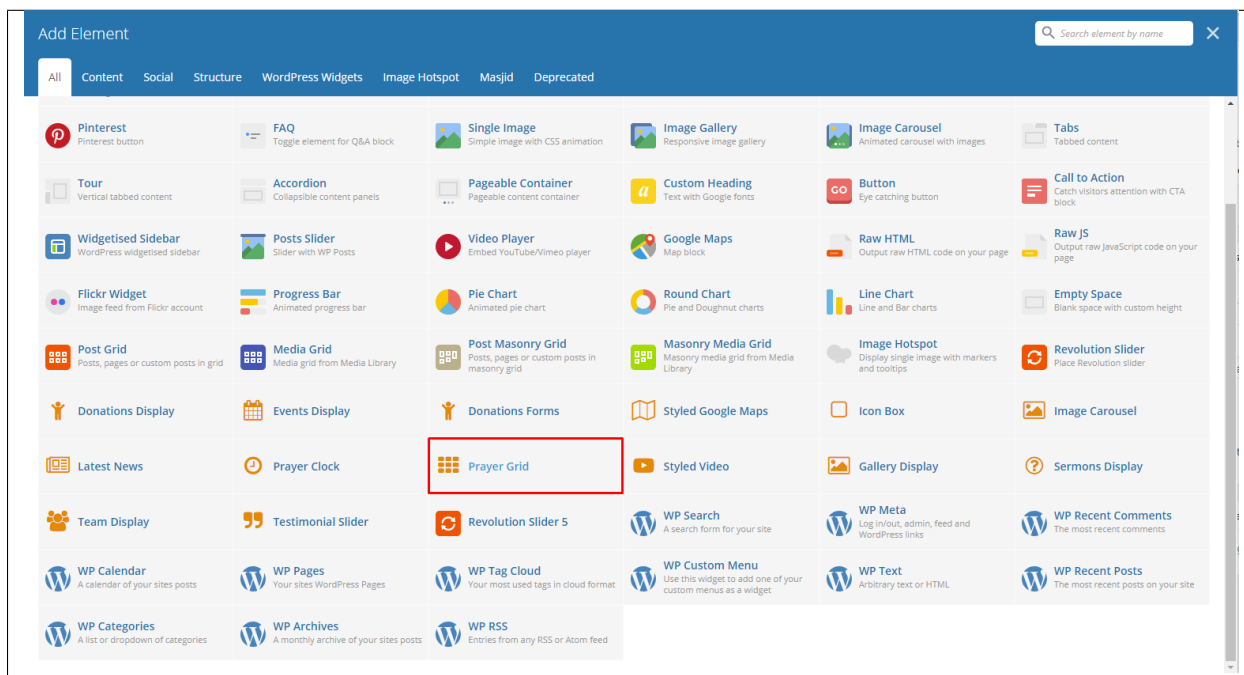 Add Element
Search element by name
All Content Social Structure WordPress Widgets Image Hotspot Masjid Deprecated
Pinterest
Pinterest button
FAQ
Toggle element for Q&A block
Single Image
Simple image with CSS animation
Image Gallery
Responsive image gallery
Image Carousel
Animated carousel with images
Tabs
Tabbed content
Tour
Vertical tabbed content
Accordion
Collapsible content panels
Pageable Container
Pageable content container
a
Custom Heading
Text with Google fonts
GO
Button
Eye catching button
Call to Action
Catch visitors attention with CTA
block
Widgetised Sidebar
WordPress widgetised sidebar
Posts Slider
Slider with WP Posts
Video Player
Embed YouTube/Vimeo player
Google Maps
Map block
Raw HTML
Output raw HTML code on your page
Raw JS
Output raw JavaScript code on your
page
Flickr Widget
Image feed from Flickr account
Progress Bar
Animated progress bar
Pie Chart
Animated pie chart
Round Chart
Pie and Doughnut charts
Line Chart
Line and Bar charts
Empty Space
Blank space with custom height
Post Grid
Posts, pages or custom posts in grid
Media Grid
Media grid from Media Library
Post Masonry Grid
Posts, pages or custom posts in
masonry grid
Masonry Media Grid
Masonry media grid from Media
Library
Image Hotspot
Display single image with markers
and tooltips
Revolution Slider
Place Revolution slider
Donations Display
Events Display
Donations Forms
Styled Google Maps
Icon Box
Image Carousel
Latest News
Prayer Clock
Prayer Grid
Styled Video
Gallery Display
Sermons Display
Team Display
Testimonial Slider
Revolution Slider 5
WP Search
A search form for your site
WP Meta
Log in/out, admin, feed and
WordPress links
WP Recent Comments
The most recent comments
WP Calendar
A calendar of your sites posts
WP Pages
Your sites WordPress Pages
WP Tag Cloud
Your most used tags in cloud format
WP Custom Menu
Use this widget to add one of your
custom menus as a widget
WP Text
Arbitrary text or HTML
WP Recent Posts
The most recent posts on your site
WP Categories
A list or dropdown of categories
WP Archives
A monthly archive of your sites posts
WP RSS
Entries from any RSS or Atom feed